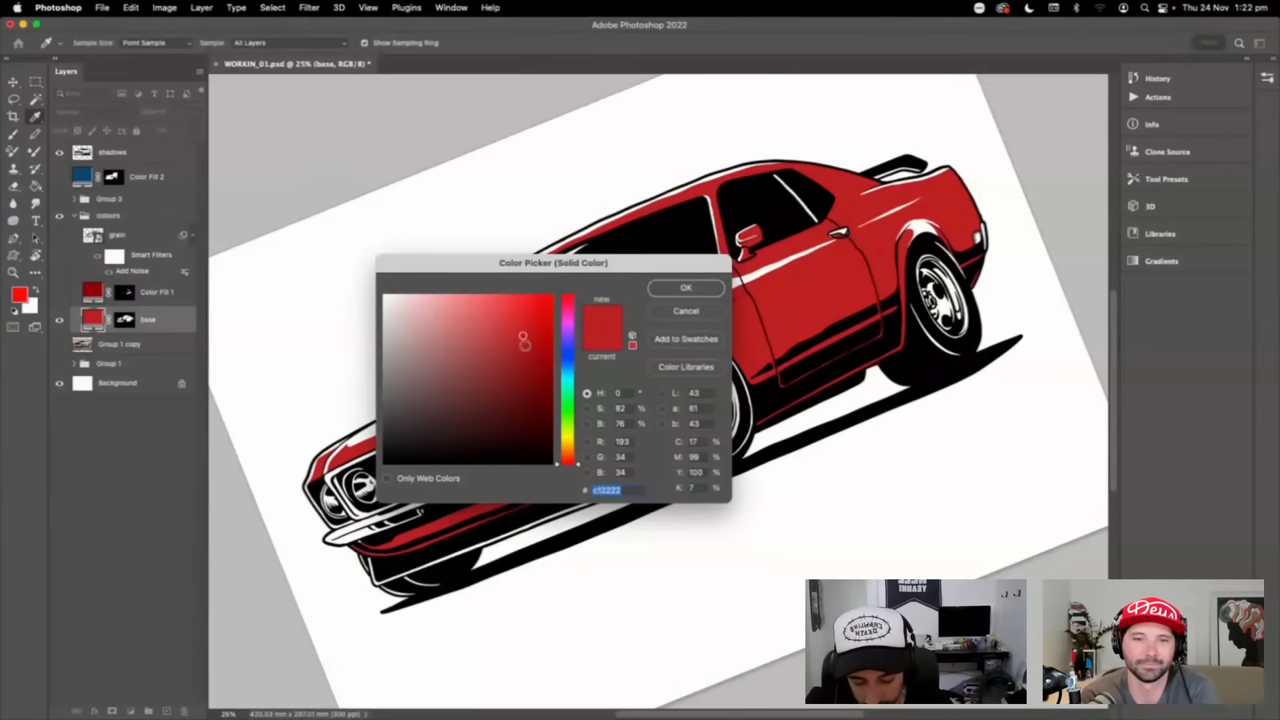 Photoshop File Edit Image Layer Type Select Filter 3D View Plugins Window Help Thu 24 Nov 1:22 pm
Adobe Photoshop 2022
Sample Size: Point Sample Sample: All Layers Show Sampling Ring
WORKIN_01.psd @ 25% (base, RGB/8) *
Layers
shadows
Color Fill 2
Group 3
colours
grain
Smart Filters
Add Noise
Color Fill 1
base
Group 1 copy
Group 1
Background
Color Picker (Solid Color)
new
current
OK
Cancel
Add to Swatches
Color Libraries
H: 0 °
S: 82 %
B: 76 %
R: 193
G: 34
B: 34
# c12222
L: 43
a: 61
b: 43
C: 17 %
M: 99 %
Y: 100 %
K: 7 %
Only Web Colors
History
Actions
Info
Clone Source
Tool Presets
3D
Libraries
Gradients
25% 420.03 mm x 297.01 mm (300 ppi)
CRAWLING
DEATH
Deus